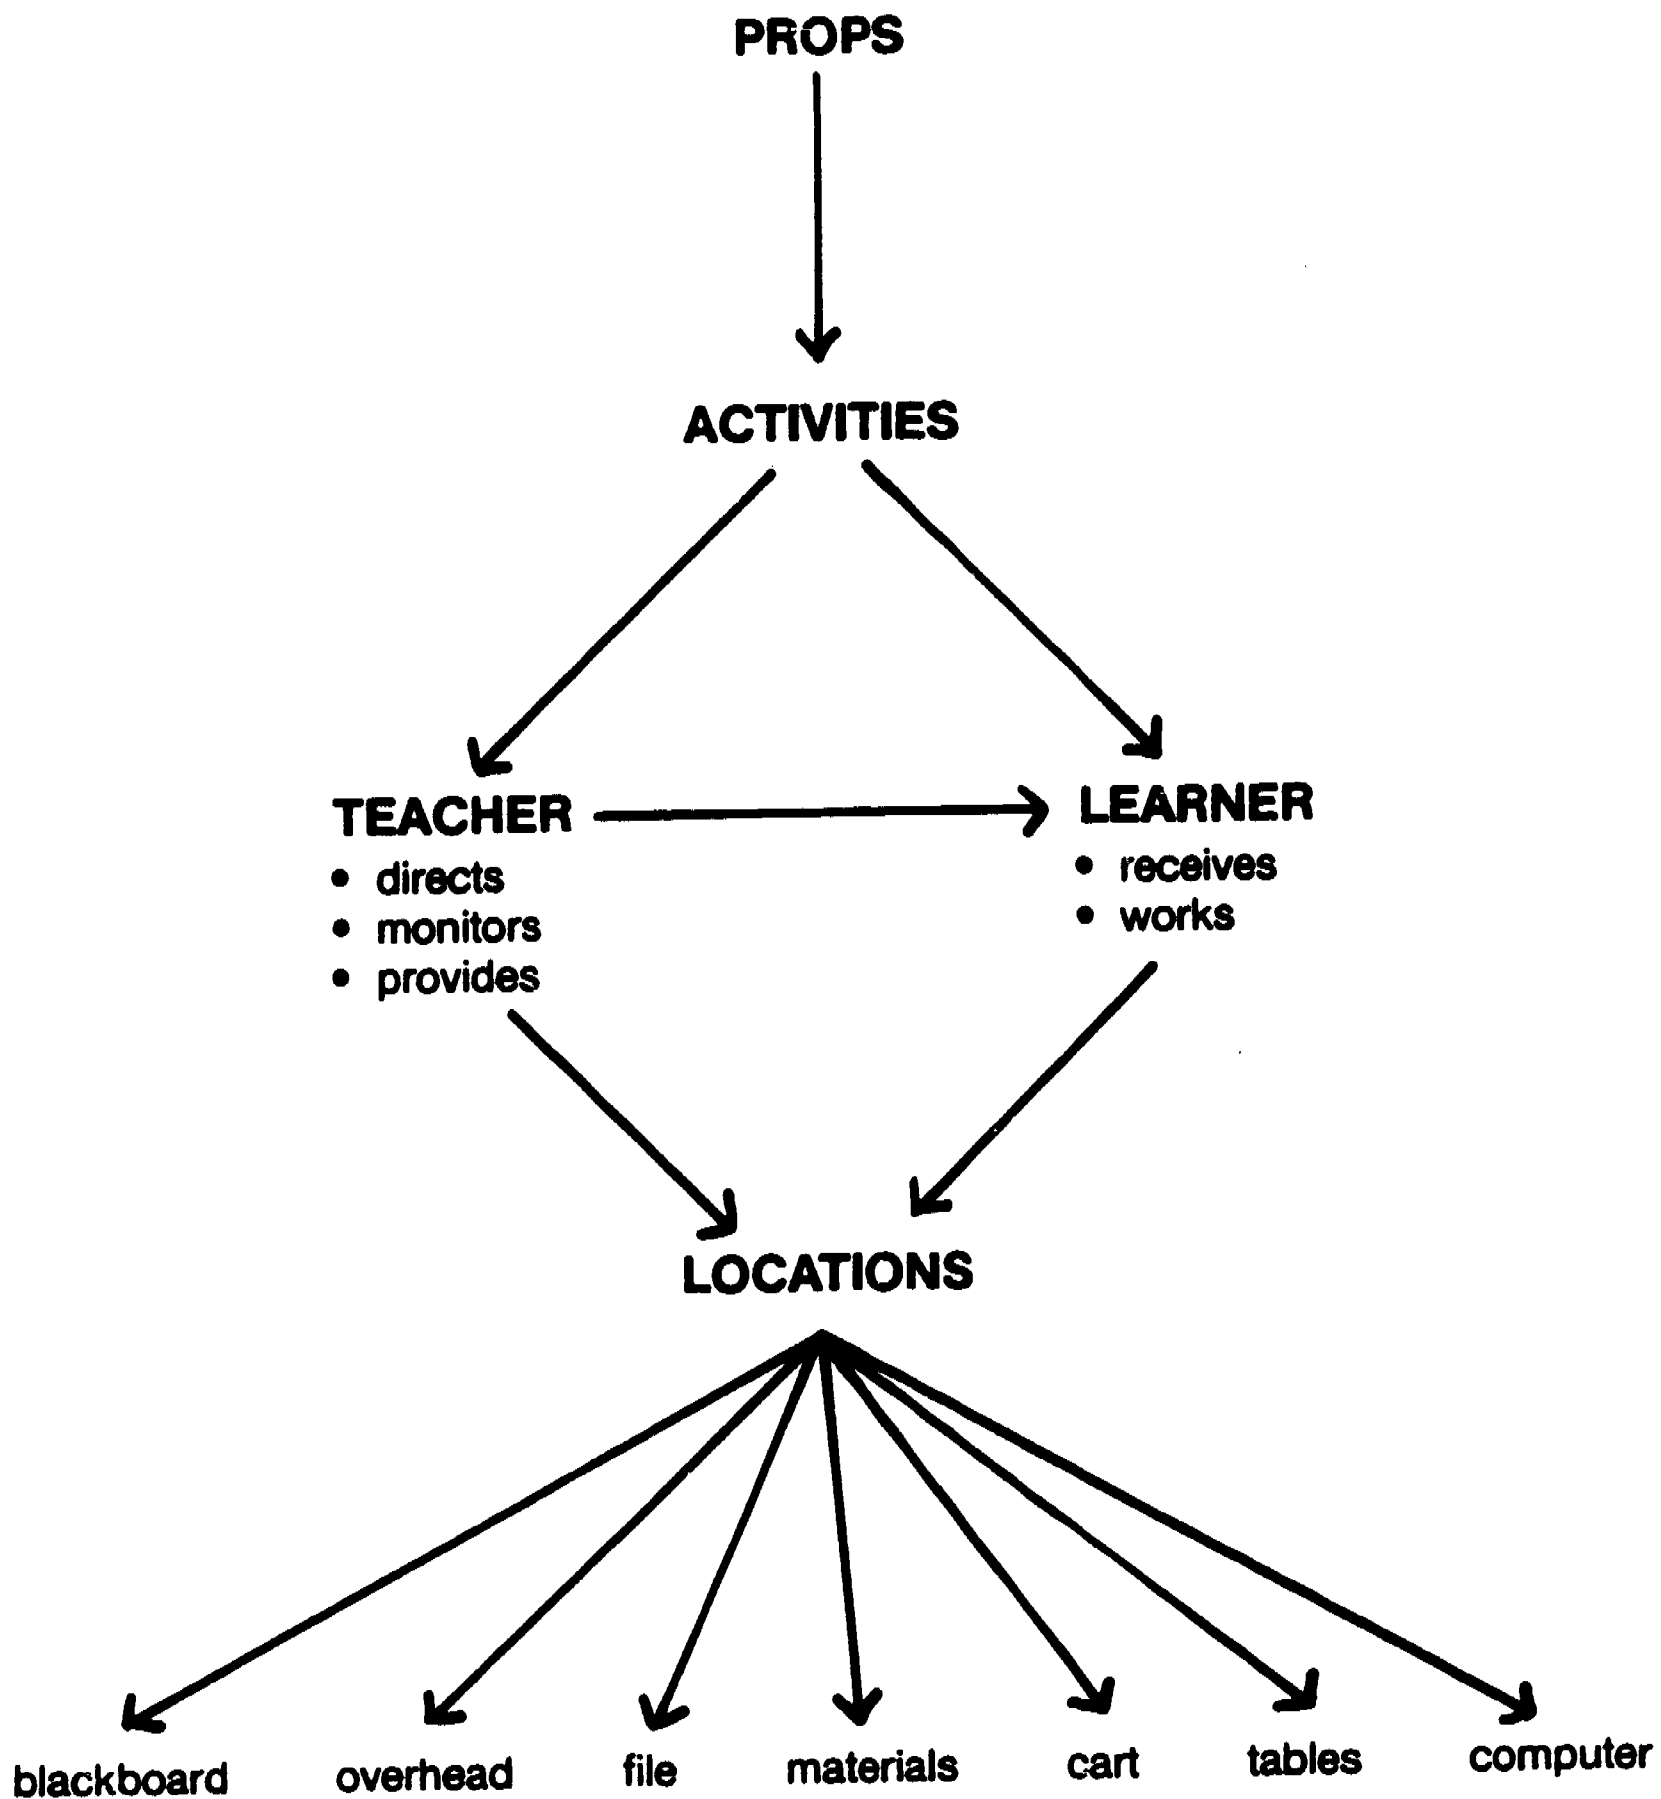 PROPS
ACTIVITIES
TEACHER
• directs
• monitors
• provides
LEARNER
• receives
• works
LOCATIONS
blackboard
overhead
file
materials
cart
tables
computer